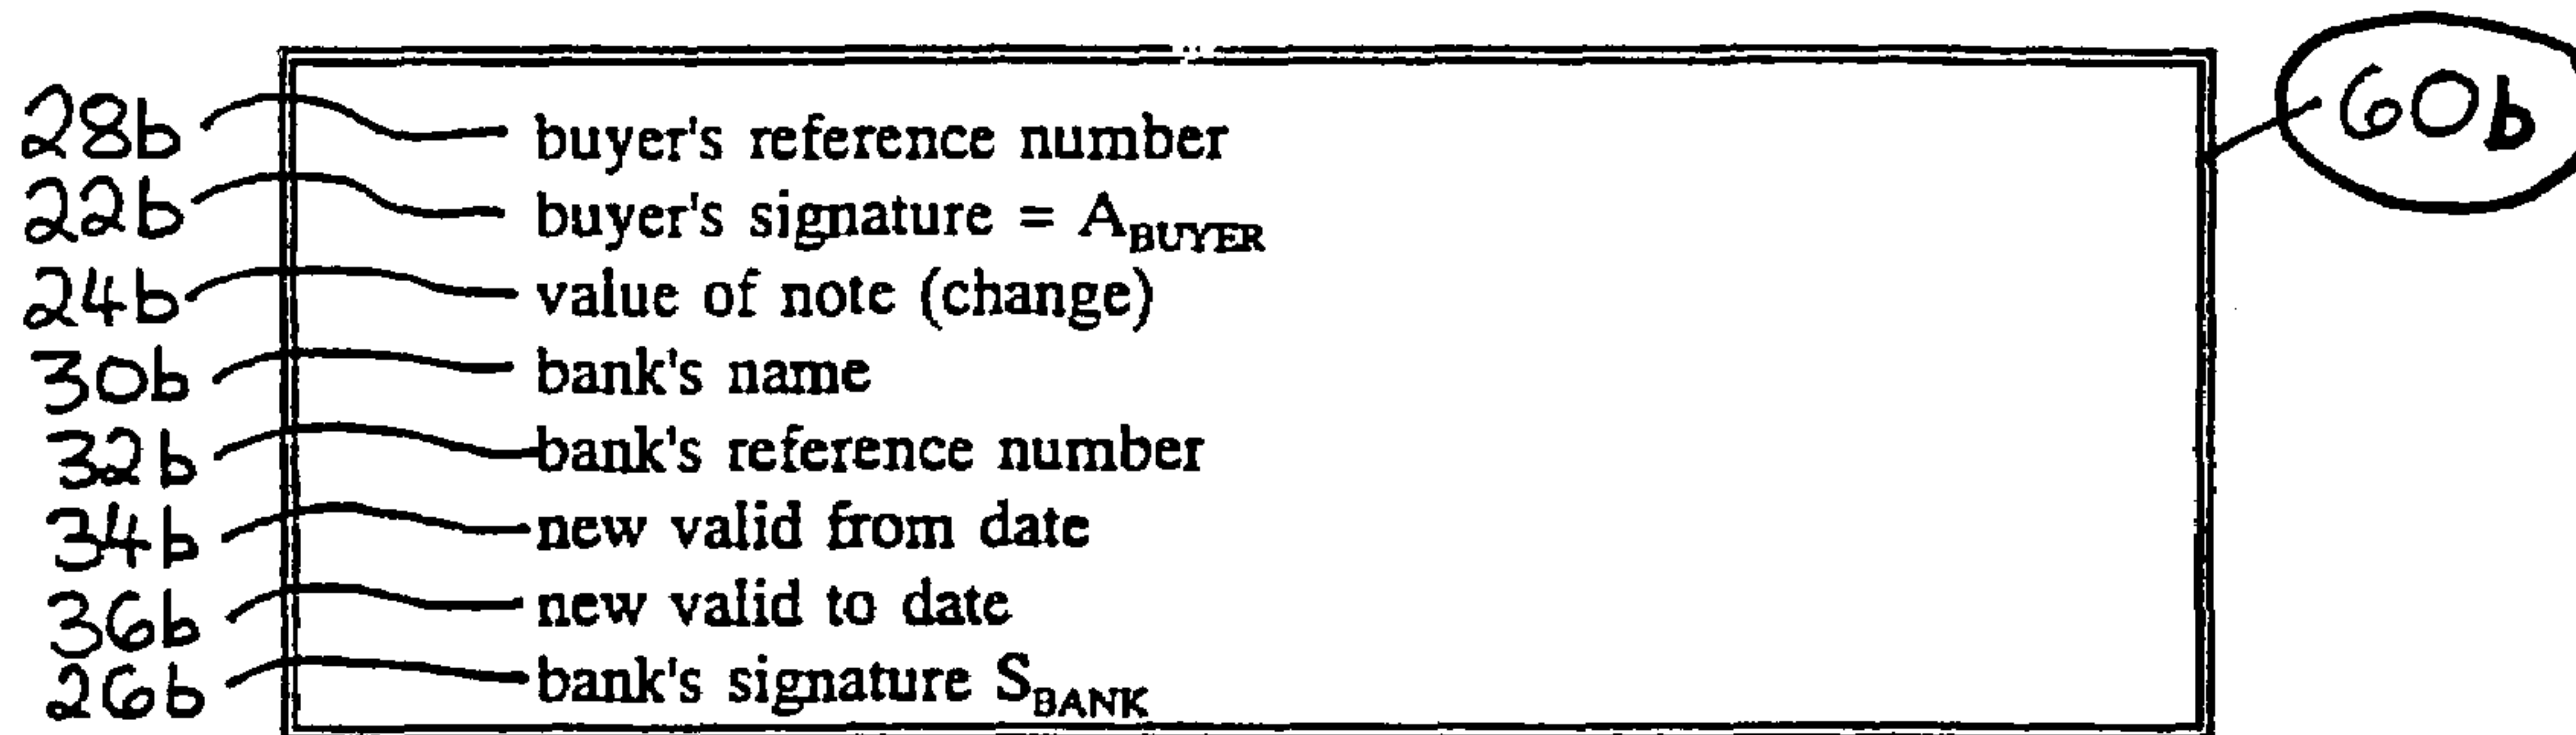 28b buyer's reference number 60b
22b buyer's signature = A_BUYER
24b value of note (change)
30b bank's name
32b bank's reference number
34b new valid from date
36b new valid to date
26b bank's signature S_BANK